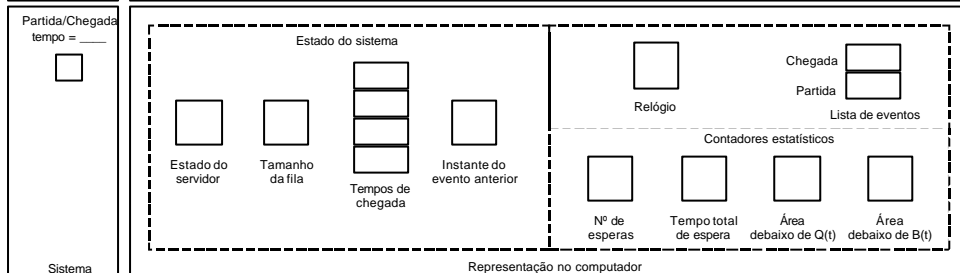 Partida/Chegada
tempo = ____
Sistema
Estado do sistema
Estado do
servidor
Tamanho
da fila
Tempos de
chegada
Instante do
evento anterior
Relógio
Chegada
Partida
Lista de eventos
Contadores estatísticos
Nº de
esperas
Tempo total
de espera
Área
debaixo de Q(t)
Área
debaixo de B(t)
Representação no computador